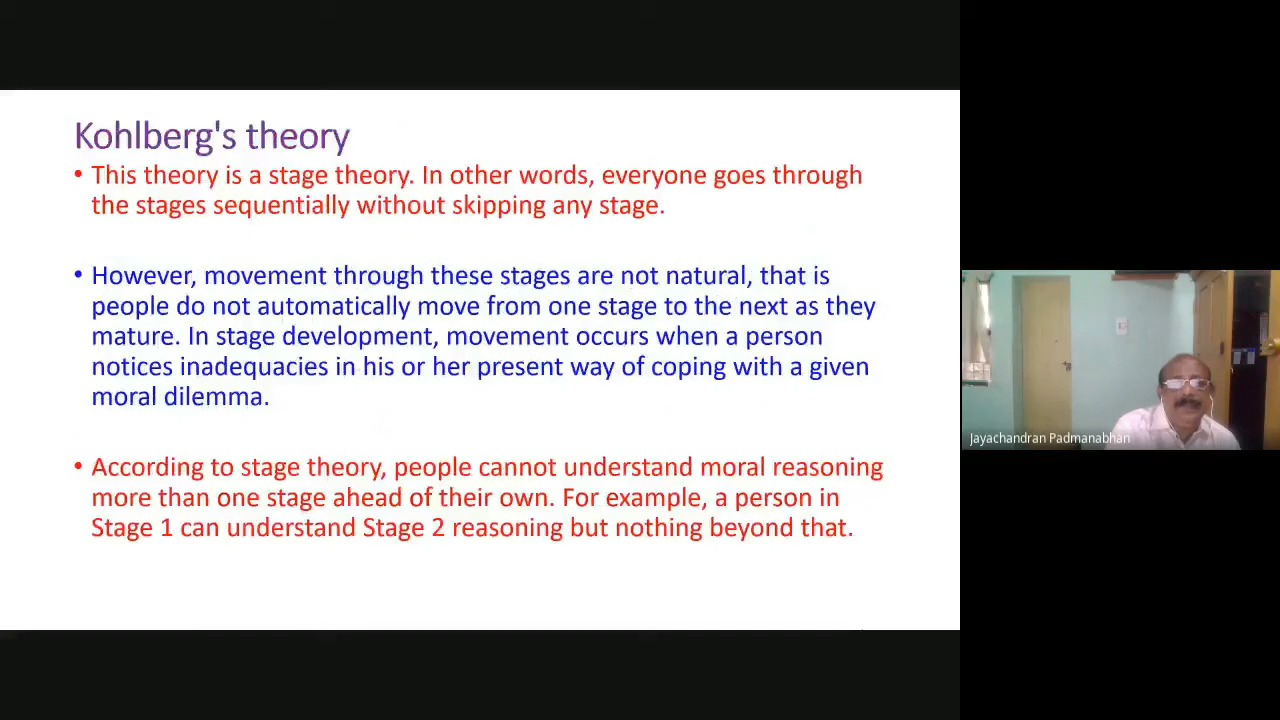 Kohlberg's theory
• This theory is a stage theory. In other words, everyone goes through
the stages sequentially without skipping any stage.
• However, movement through these stages are not natural, that is
people do not automatically move from one stage to the next as they
mature. In stage development, movement occurs when a person
notices inadequacies in his or her present way of coping with a given
moral dilemma.
• According to stage theory, people cannot understand moral reasoning
more than one stage ahead of their own. For example, a person in
Stage 1 can understand Stage 2 reasoning but nothing beyond that.
Jayachandran Padmanabhan